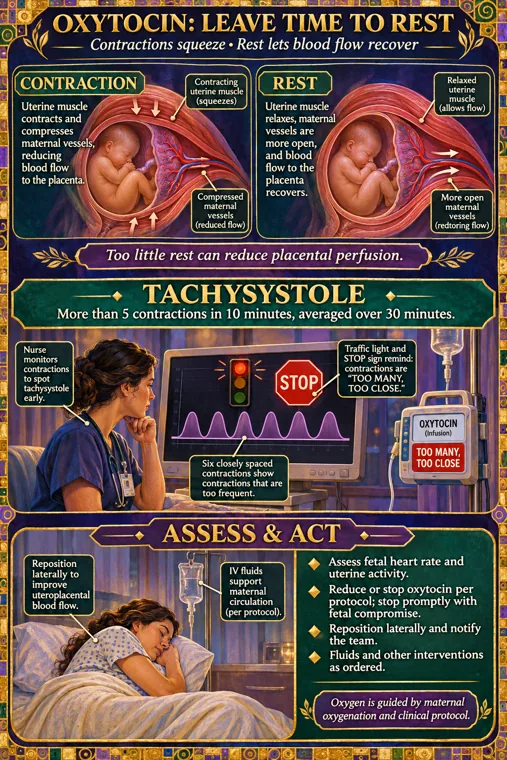 OXYTOCIN: LEAVE TIME TO REST
Contractions squeeze • Rest lets blood flow recover
CONTRACTION
Uterine muscle
contracts and
compresses
maternal vessels,
reducing
blood flow
to the placenta.
Contracting
uterine muscle
(squeezes)
Compressed
maternal
vessels
(reduced flow)
REST
Uterine muscle
relaxes, maternal
vessels are
more open,
and blood
flow to the
placenta
recovers.
Relaxed
uterine
muscle
(allows flow)
More open
maternal
vessels
(redtoring flow)
Too little rest can reduce placental perfusion.
TACHYSYSTOLE
More than 5 contractions in 10 minutes, averaged over 30 minutes.
Nurse
monitors
contractions
to spot
tachysystole
early.
STOP
Traffic light and
STOP sign remind:
contractions are
“TOO MANY,
TOO CLOSE.”
Six closely spaced
contractions show
contractions that are
too frequent.
OXYTOCIN
(Infusion)
TOO MANY,
TOO CLOSE
ASSESS & ACT
Reposition
laterally to
improve
uteroplacental
blood flow.
IV fluids
support
maternal
circulation
(per protocol).
Assess fetal heart rate and
uterine activity.
Reduce or stop oxytocin per
protocol; stop promptly with
fetal compromise.
Reposition laterally and notify
the team.
Fluids and other interventions
as ordered.
Oxygen is guided by maternal
oxygenation and clinical protocol.